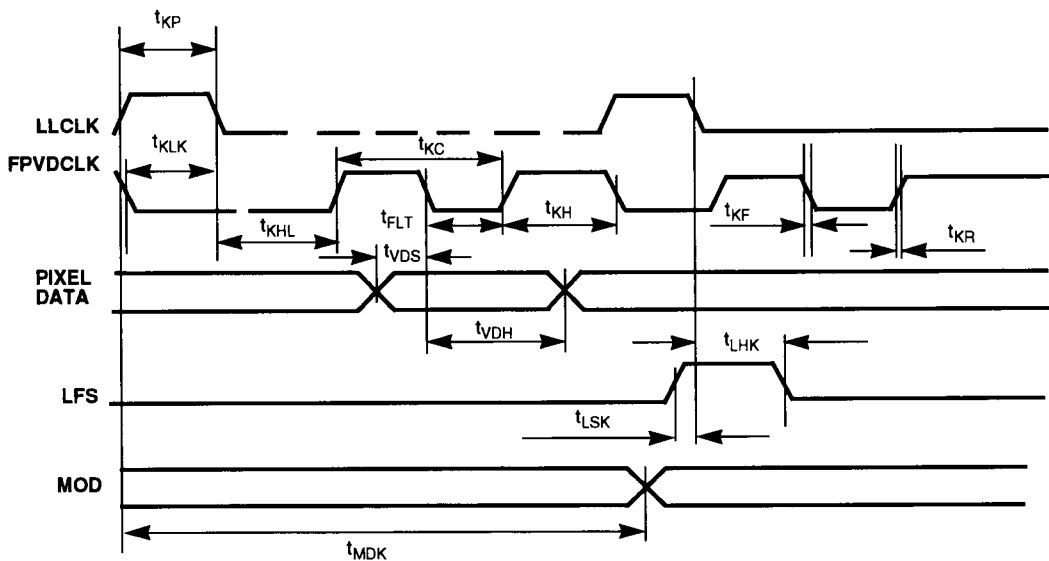 tKP
LLCLK
tKLK
tKC
FPVDCLK
tFLT
tKH
tKF
tKHL
tKR
tVDS
PIXEL
DATA
tVDH
tLHK
LFS
tLSK
MOD
tMDK